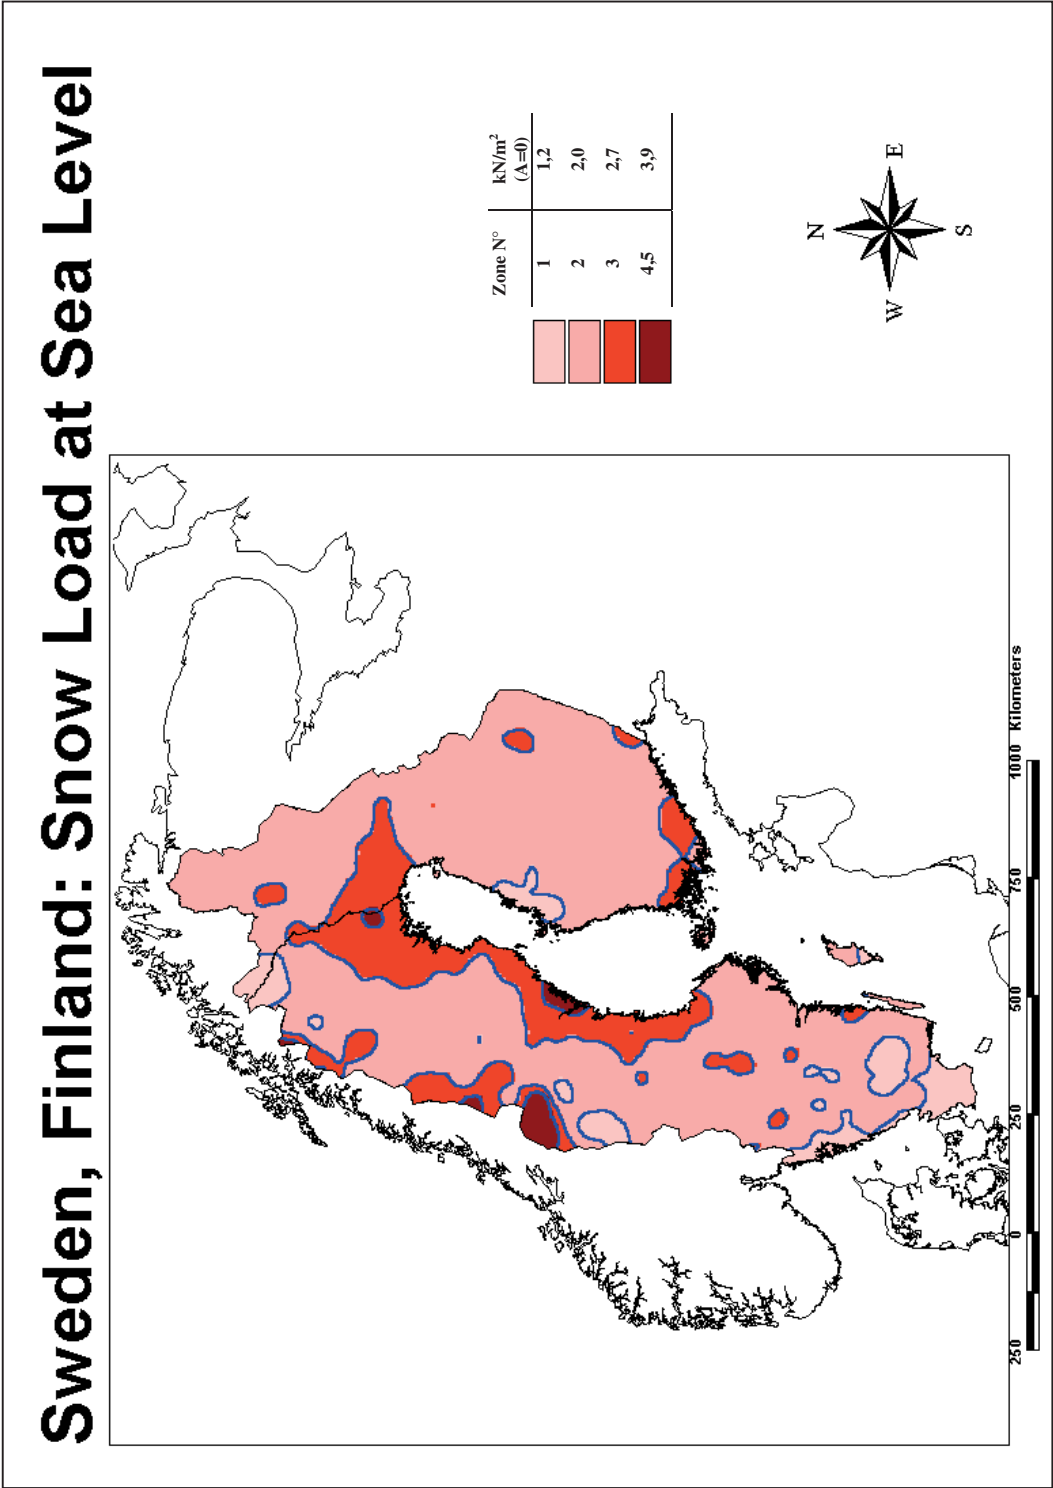 Sweden, Finland: Snow Load at Sea Level
Zone N° kN/m²
(A=0)
1 1,2
2 2,0
3 2,7
4,5 3,9
N
W E
S
250 0 250 500 750 1000 Kilometers